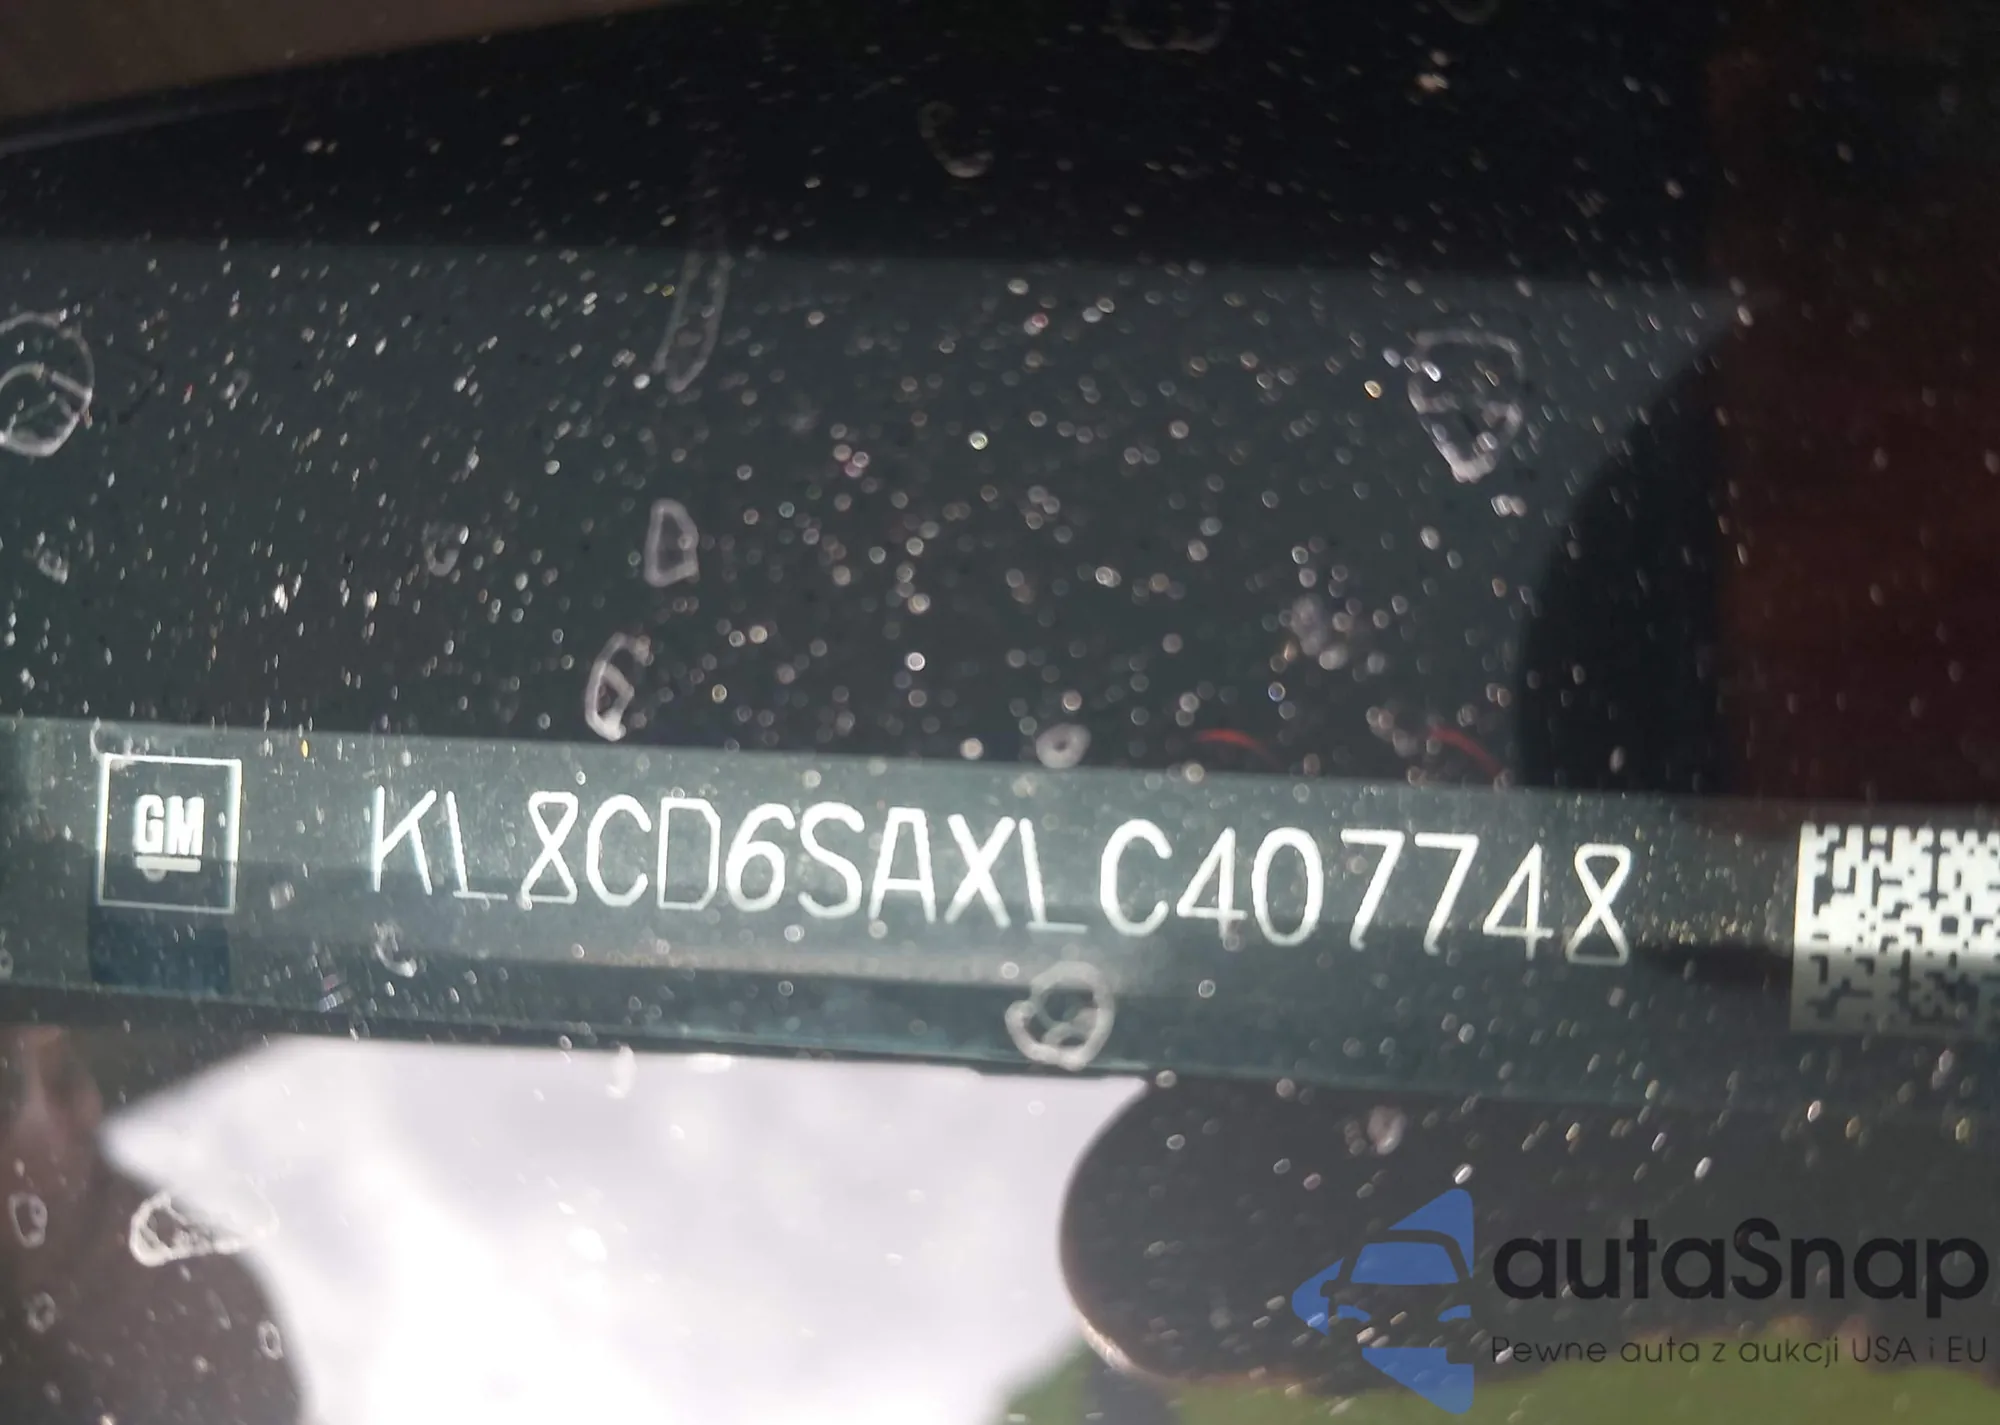 GM KL8CD6SAXLC407748
autaSnap
Pewne auta z aukcji USA i EU